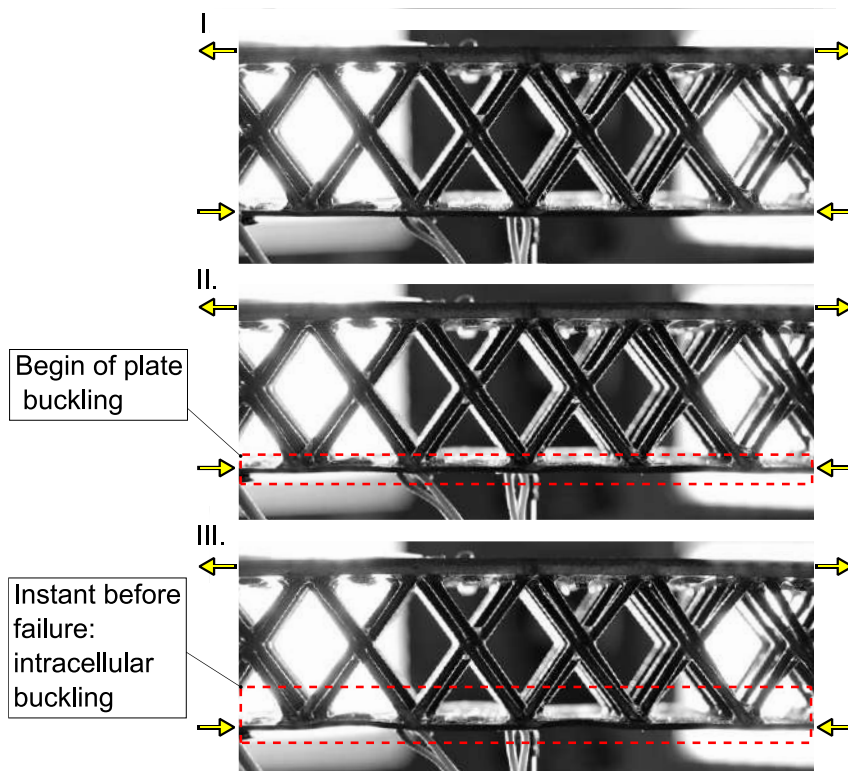 I
II.
Begin of plate
buckling
III.
Instant before
failure:
intracellular
buckling